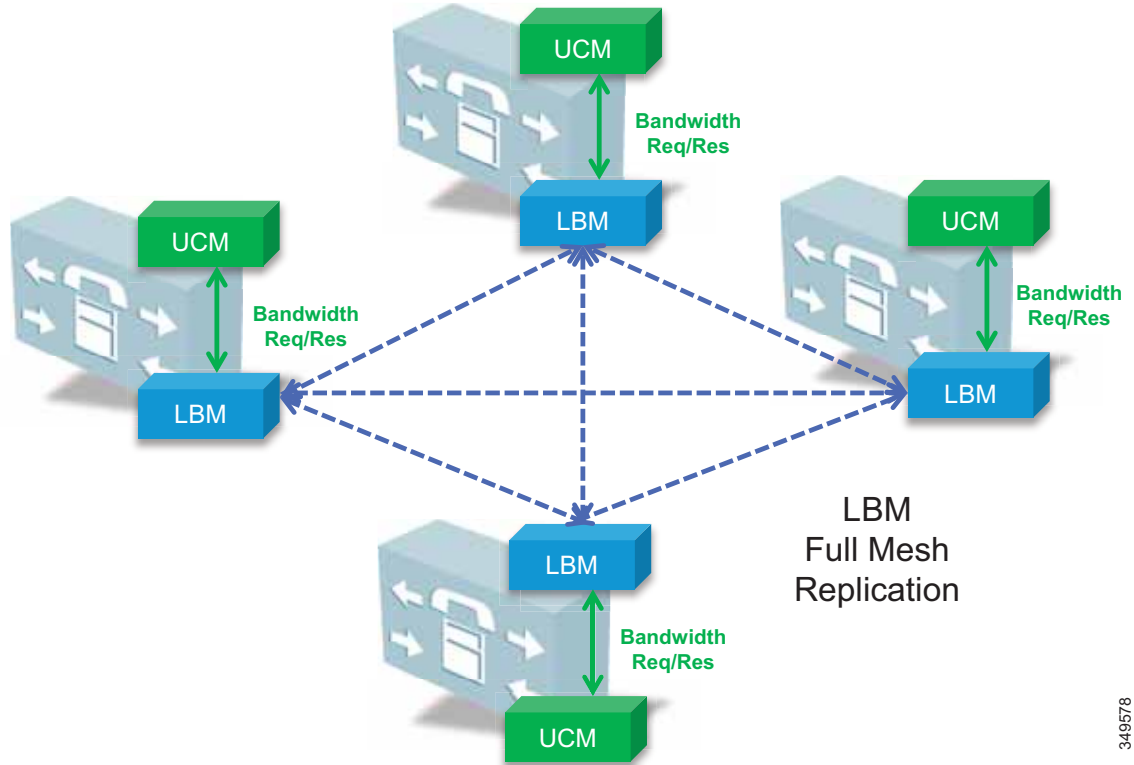 UCM
Bandwidth
Req/Res
LBM
UCM
Bandwidth
Req/Res
LBM
UCM
Bandwidth
Req/Res
LBM
LBM
Full Mesh
Replication
LBM
Bandwidth
Req/Res
UCM
349578